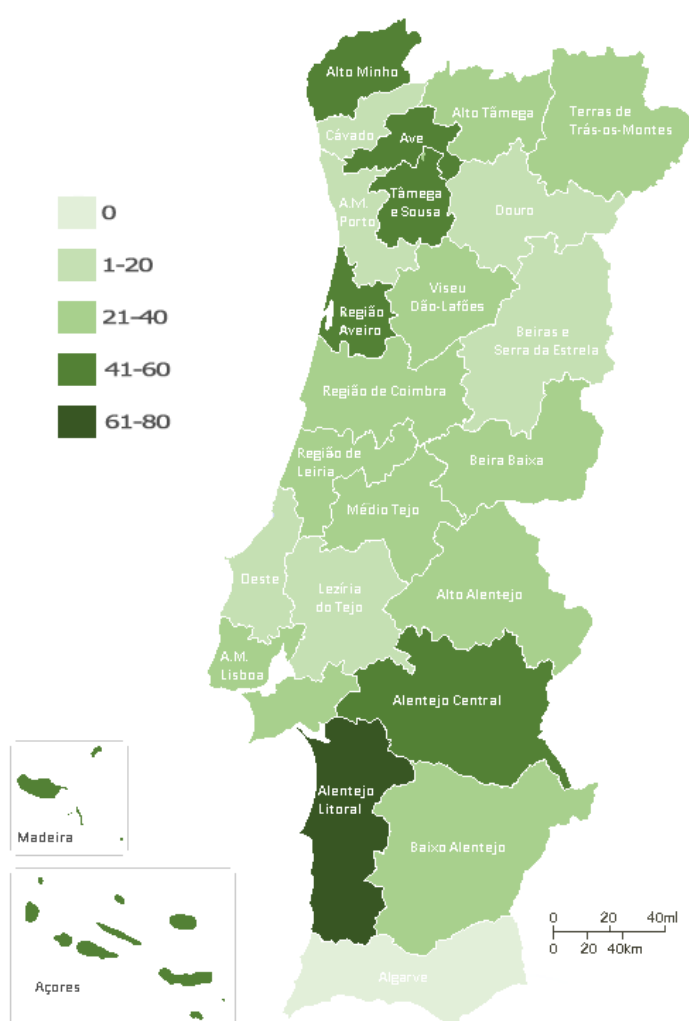 Alto Minho
Alto Tâmega
Terras de
Trás-os-Montes
Cávado
Ave
Tâmega
e Sousa
A.M.
Porto
Douro
0
1-20
21-40
41-60
61-80
Viseu
Dão-Lafões
Região
Aveiro
Beiras e
Serra da Estrela
Região de Coimbra
Região de
Leiria
Beira Baixa
Médio Tejo
Oeste
Lezíria
do Tejo
Alto Alentejo
A.M.
Lisboa
Alentejo Central
Alentejo
Litoral
Madeira
Baixo Alentejo
0 20 40ml
0 20 40km
Algarve
Açores